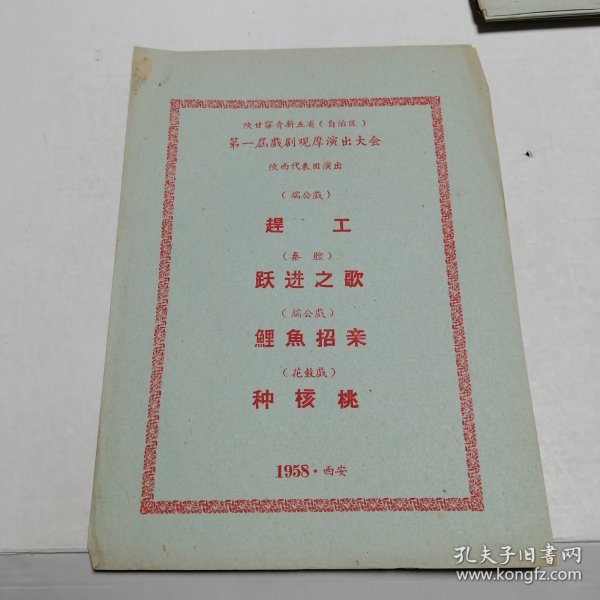 陝甘寧青新五省（自治区）
第一届戲剧观摩演出大会
陝西代表团演出
（端公戲）
趕工
（秦腔）
跃进之歌
（端公戲）
鯉魚招亲
（花鼓戲）
种核桃
1958·西安
孔夫子旧书网
www.kongfz.com